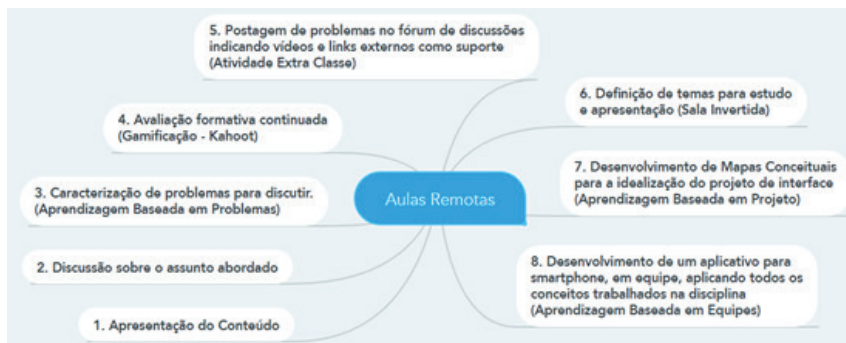 5. Postagem de problemas no fórum de discussões
indicando vídeos e links externos como suporte
(Atividade Extra Classe)
4. Avaliação formativa continuada
(Gamificação - Kahoot)
3. Caracterização de problemas para discutir.
(Aprendizagem Baseada em Problemas)
2. Discussão sobre o assunto abordado
1. Apresentação do Conteúdo
Aulas Remotas
6. Definição de temas para estudo
e apresentação (Sala Invertida)
7. Desenvolvimento de Mapas Conceituais
para a idealização do projeto de interface
(Aprendizagem Baseada em Projeto)
8. Desenvolvimento de um aplicativo para
smartphone, em equipe, aplicando todos os
conceitos trabalhados na disciplina
(Aprendizagem Baseada em Equipes)